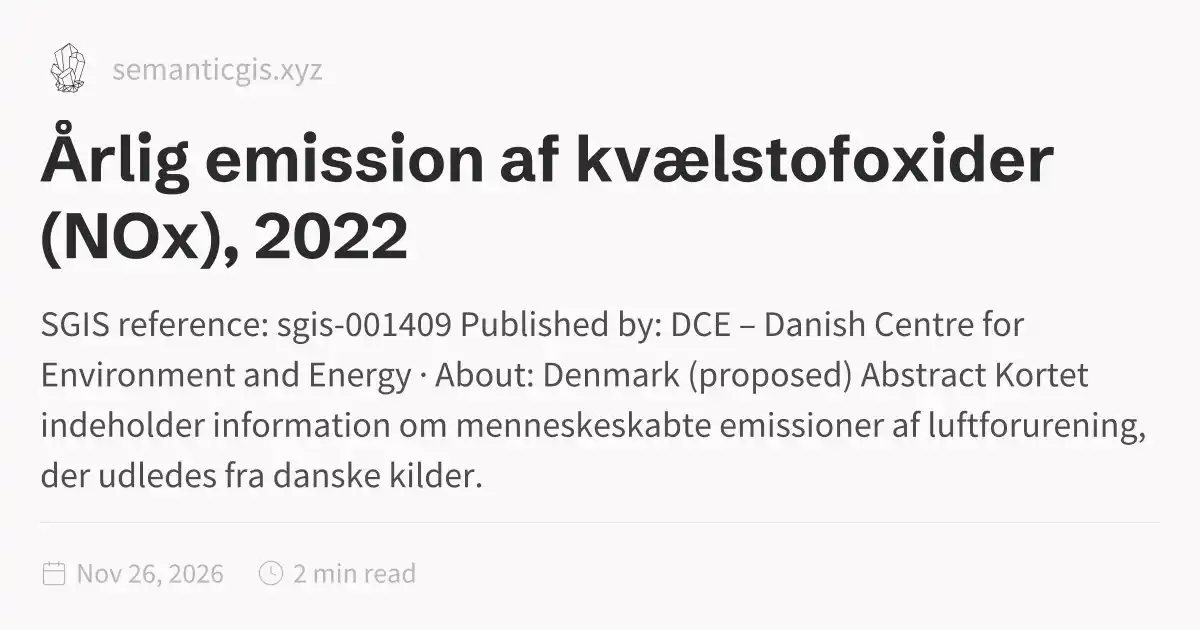 semanticgis.xyz
Årlig emission af kvælstofoxider
(NOx), 2022
SGIS reference: sgis-001409 Published by: DCE – Danish Centre for
Environment and Energy · About: Denmark (proposed) Abstract Kortet
indeholder information om menneskeskabte emissioner af luftforurening,
der udledes fra danske kilder.
Nov 26, 2026 2 min read